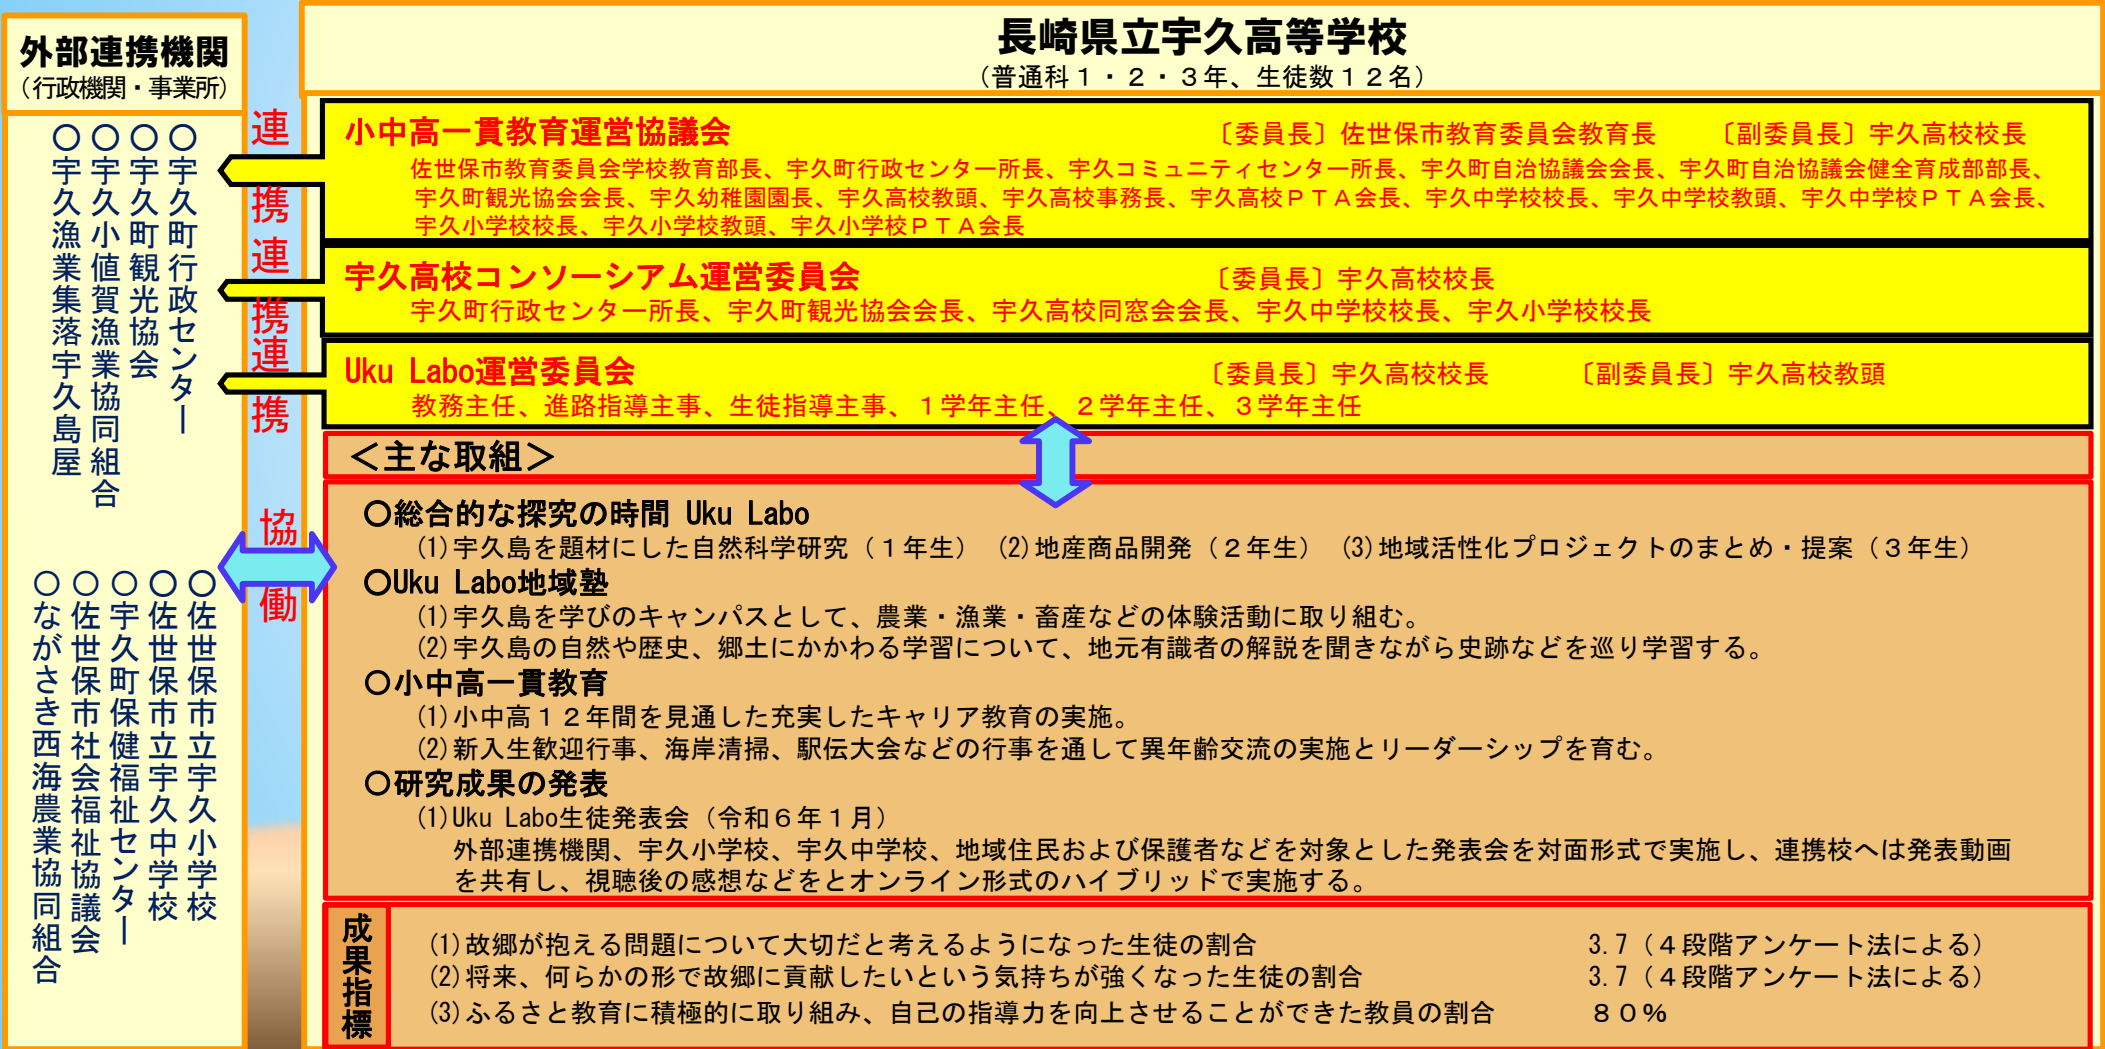 外部連携機関
（行政機関・事業所）
○宇久町行政センター
○宇久町観光協会
○宇久小値賀漁業協同組合
○宇久漁業集落宇久島屋
○佐世保市立宇久小学校
○佐世保市立宇久中学校
○宇久町保健福祉センター
○佐世保市社会福祉協議会
○ながさき西海農業協同組合
連携
連携
連携
協働
長崎県立宇久高等学校
（普通科１・２・３年、生徒数１２名）
小中高一貫教育運営協議会 〔委員長〕佐世保市教育委員会教育長 〔副委員長〕宇久高校校長
佐世保市教育委員会学校教育部長、宇久町行政センター所長、宇久コミュニティセンター所長、宇久町自治協議会会長、宇久町自治協議会健全育成部部長、
宇久町観光協会会長、宇久幼稚園園長、宇久高校教頭、宇久高校事務長、宇久高校ＰＴＡ会長、宇久中学校校長、宇久中学校教頭、宇久中学校ＰＴＡ会長、
宇久小学校校長、宇久小学校教頭、宇久小学校ＰＴＡ会長
宇久高校コンソーシアム運営委員会 〔委員長〕宇久高校校長
宇久町行政センター所長、宇久町観光協会会長、宇久高校同窓会会長、宇久中学校校長、宇久小学校校長
Uku Labo運営委員会 〔委員長〕宇久高校校長 〔副委員長〕宇久高校教頭
教務主任、進路指導主事、生徒指導主事、１学年主任、２学年主任、３学年主任
＜主な取組＞
○総合的な探究の時間 Uku Labo
(1)宇久島を題材にした自然科学研究（１年生） (2)地産商品開発（２年生） (3)地域活性化プロジェクトのまとめ・提案（３年生）
○Uku Labo地域塾
(1)宇久島を学びのキャンパスとして、農業・漁業・畜産などの体験活動に取り組む。
(2)宇久島の自然や歴史、郷土にかかわる学習について、地元有識者の解説を聞きながら史跡などを巡り学習する。
○小中高一貫教育
(1)小中高１２年間を見通した充実したキャリア教育の実施。
(2)新入生歓迎行事、海岸清掃、駅伝大会などの行事を通して異年齢交流の実施とリーダーシップを育む。
○研究成果の発表
(1)Uku Labo生徒発表会（令和６年１月）
外部連携機関、宇久小学校、宇久中学校、地域住民および保護者などを対象とした発表会を対面形式で実施し、連携校へは発表動画
を共有し、視聴後の感想などをとオンライン形式のハイブリッドで実施する。
成果指標
(1)故郷が抱える問題について大切だと考えるようになった生徒の割合 3.7（４段階アンケート法による）
(2)将来、何らかの形で故郷に貢献したいという気持ちが強くなった生徒の割合 3.7（４段階アンケート法による）
(3)ふるさと教育に積極的に取り組み、自己の指導力を向上させることができた教員の割合 ８０％